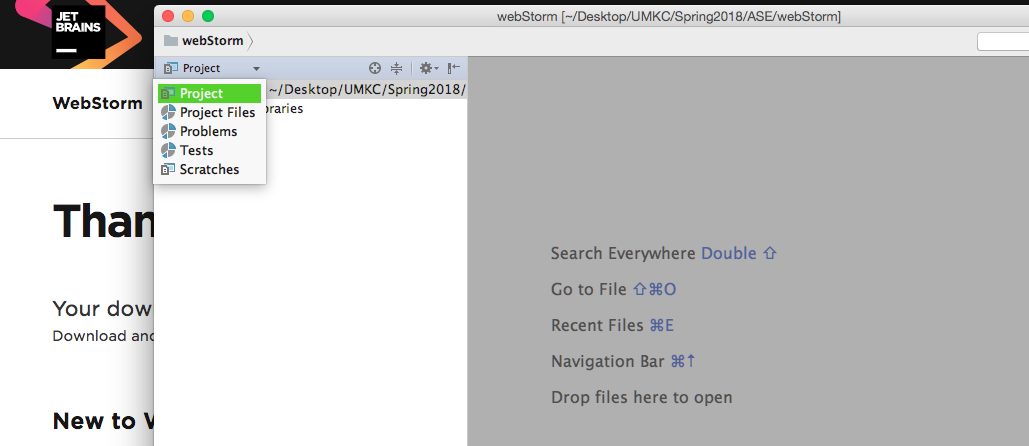 JET
BRAINS
webStorm [~/Desktop/UMKC/Spring2018/ASE/webStorm]
webStorm
Project
WebStorm
Project
~/Desktop/UMKC/Spring2018/
Project Files
braries
Problems
Tests
Scratches
Than
Your dow
Download and
New to W
Search Everywhere Double ⇧
Go to File ⇧⌘O
Recent Files ⌘E
Navigation Bar ⌘↑
Drop files here to open